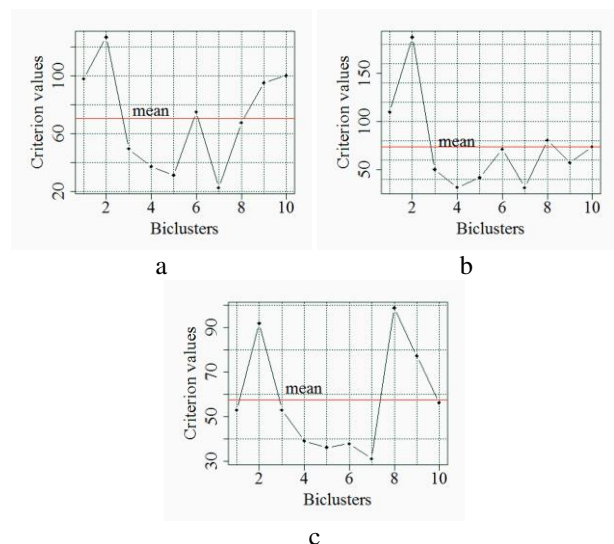 Criterion values
100
60
20
mean
2 4 6 8 10
Biclusters
a
Criterion values
150
100
50
mean
2 4 6 8 10
Biclusters
b
Criterion values
90
70
50
30
mean
2 4 6 8 10
Biclusters
c